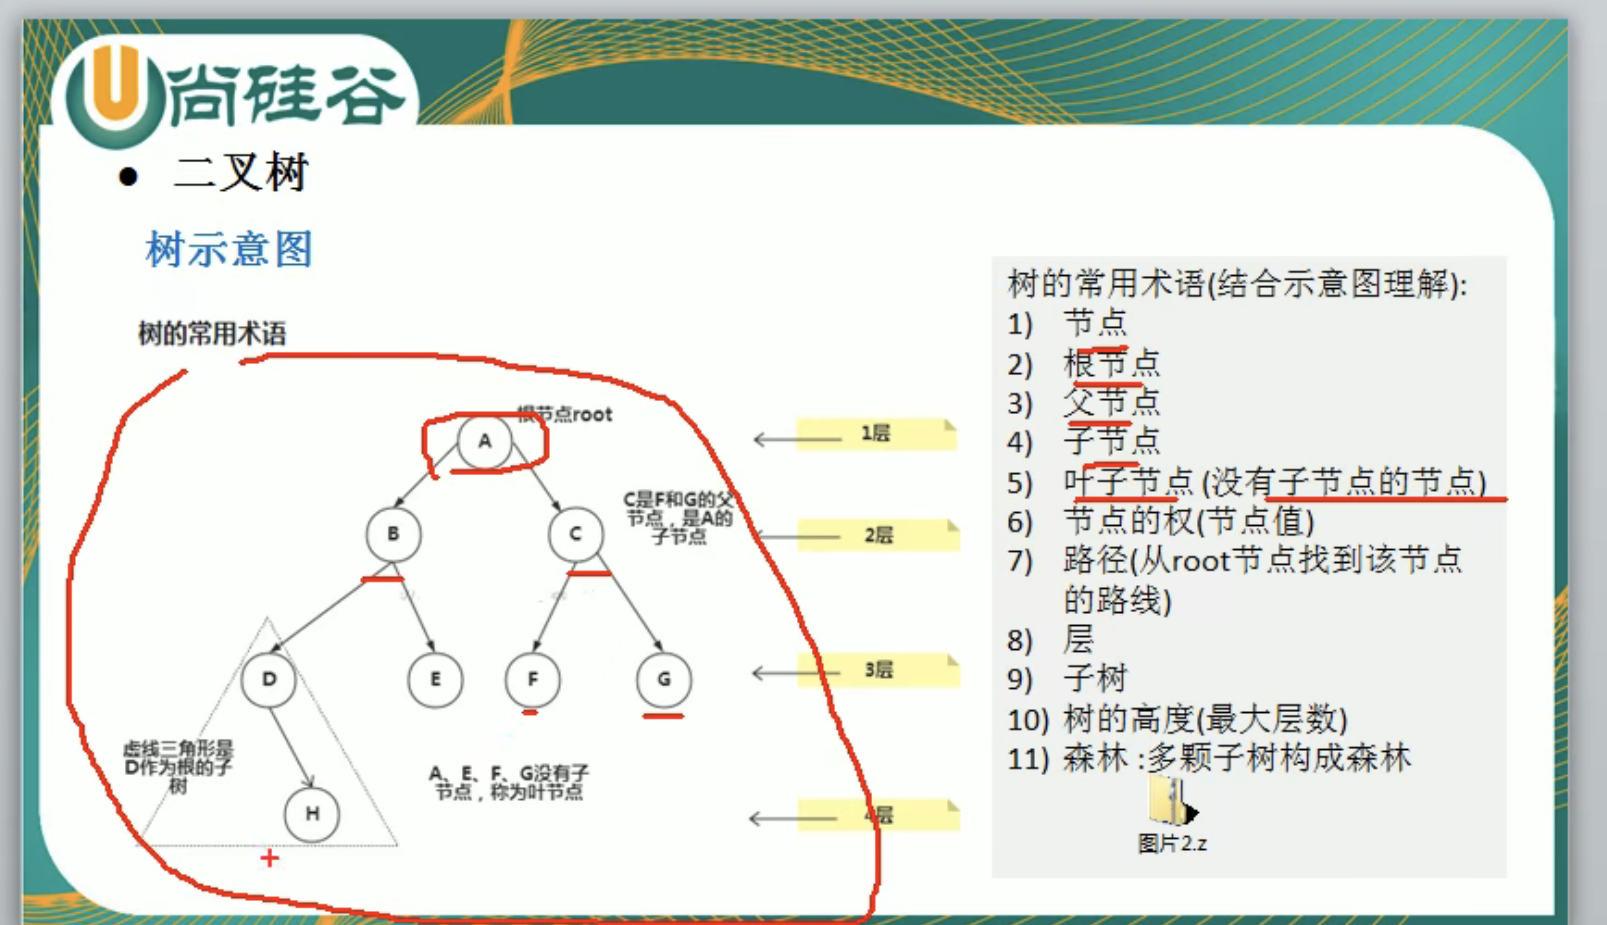 尚硅谷
● 二叉树
树示意图
树的常用术语
根节点root
A
1层
C是F和G的父
节点，是A的
子节点
B
C
2层
D
E
F
G
3层
虚线三角形是
D作为根的子
树
A、E、F、G没有子
节点，称为叶节点
H
4层
树的常用术语(结合示意图理解):
1) 节点
2) 根节点
3) 父节点
4) 子节点
5) 叶子节点 (没有子节点的节点)
6) 节点的权(节点值)
7) 路径(从root节点找到该节点
的路线)
8) 层
9) 子树
10) 树的高度(最大层数)
11) 森林 :多颗子树构成森林
图片2.z